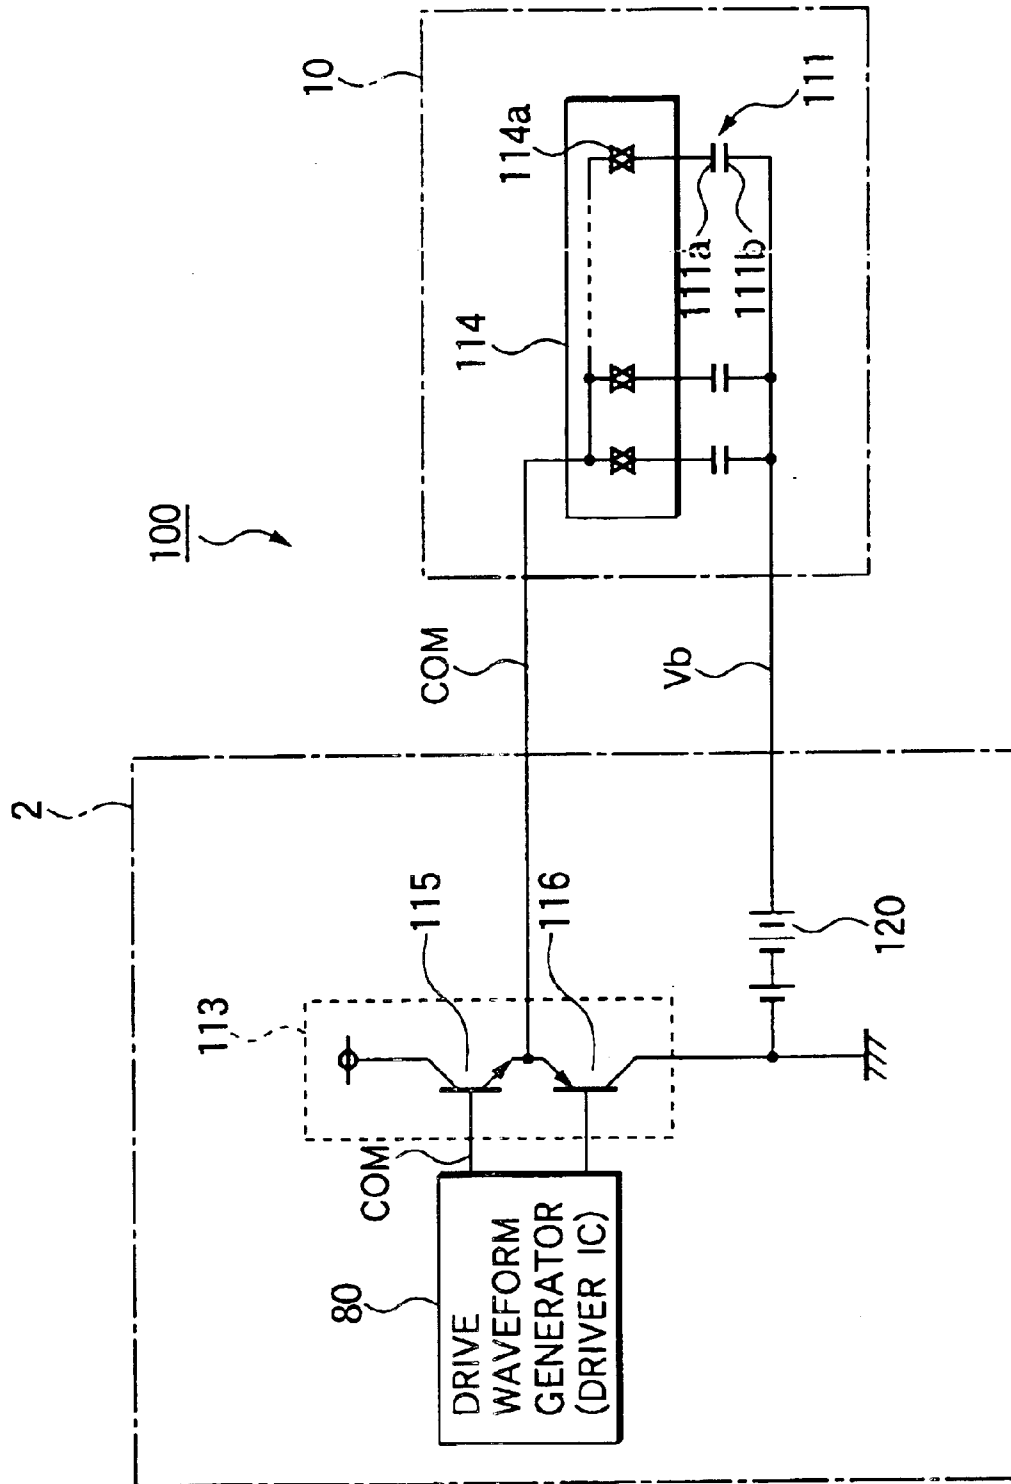 100
2
113
115
116
COM
80
DRIVE
WAVEFORM
GENERATOR
(DRIVER IC)
COM
Vb
120
10
114
114a
111a
111b
111